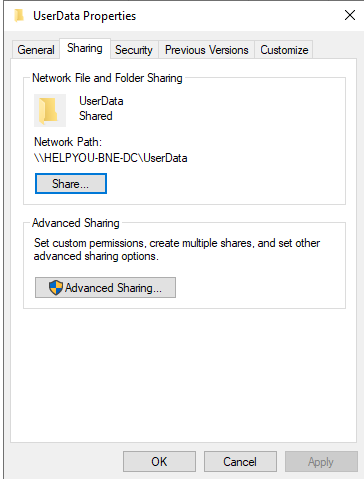 UserData Properties
General
Sharing
Security
Previous Versions
Customize
Network File and Folder Sharing
UserData
Shared
Network Path:
\\HELPYOU-BNE-DC\UserData
Share...
Advanced Sharing
Set custom permissions, create multiple shares, and set other
advanced sharing options.
Advanced Sharing...
OK
Cancel
Apply